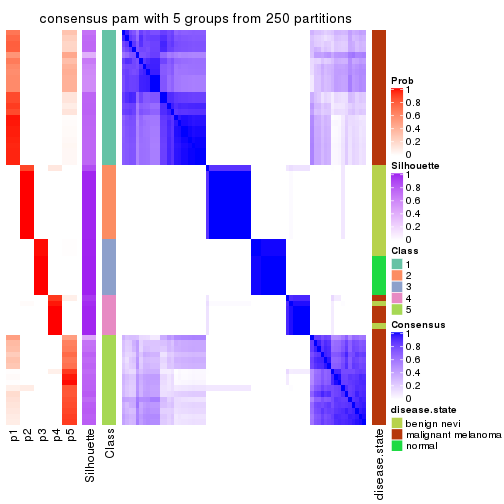 consensus pam with 5 groups from 250 partitions
Prob
1
0.8
0.6
0.4
0.2
0
Silhouette
1
0.8
0.6
0.4
0.2
0
Class
1
2
3
4
5
Consensus
1
0.8
0.6
0.4
0.2
0
disease.state
benign nevi
malignant melanoma
normal
p1
p2
p3
p4
p5
Silhouette
Class
disease.state